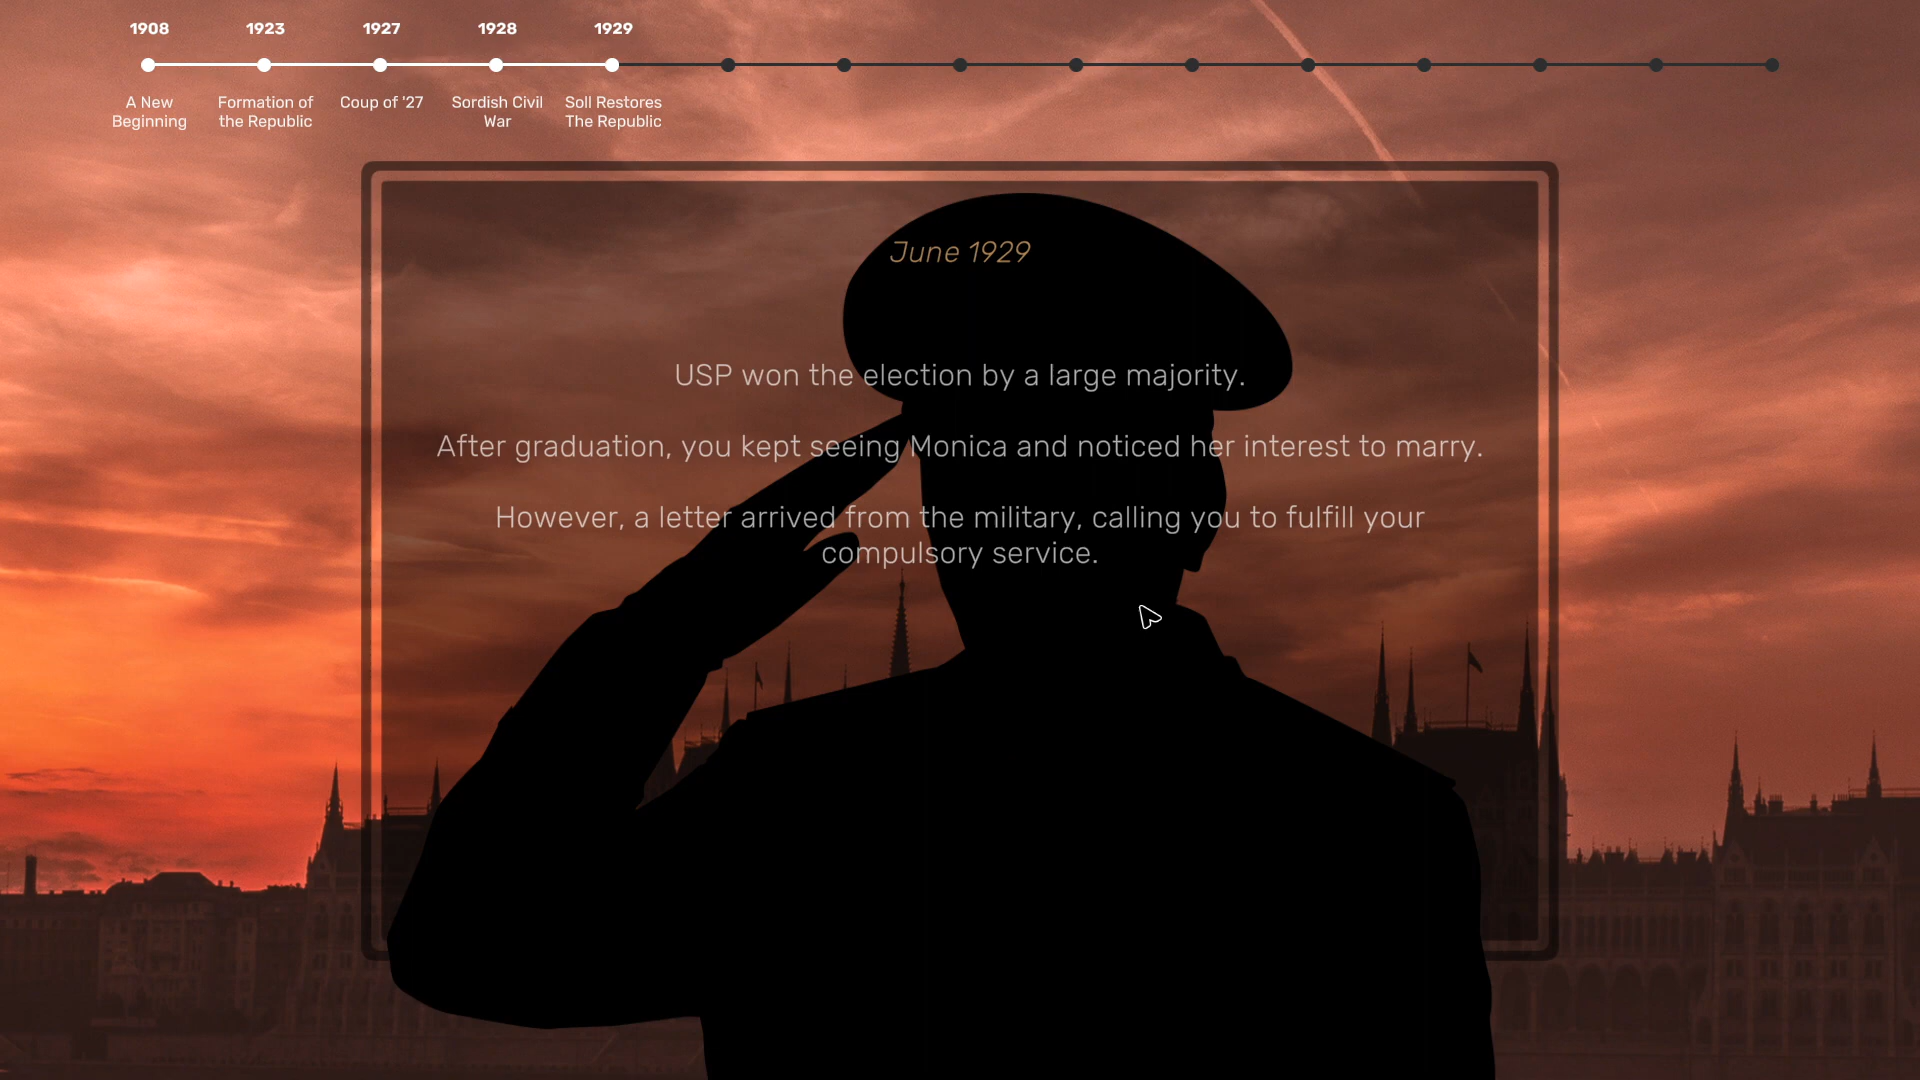 1908
1923
1927
1928
1929
A New
Beginning
Formation of
the Republic
Coup of '27
Sordish Civil
War
Soll Restores
The Republic
June 1929
USP won the election by a large majority.
After graduation, you kept seeing Monica and noticed her interest to marry.
However, a letter arrived from the military, calling you to fulfill your
compulsory service.